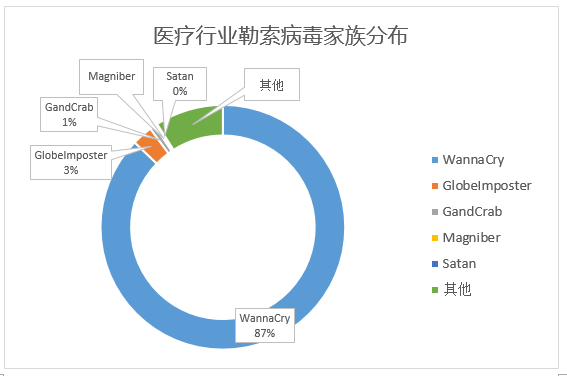 医疗行业勒索病毒家族分布
Magniber
Satan
0%
其他
GandCrab
1%
GlobeImposter
3%
WannaCry
87%
WannaCry
GlobeImposter
GandCrab
Magniber
Satan
其他